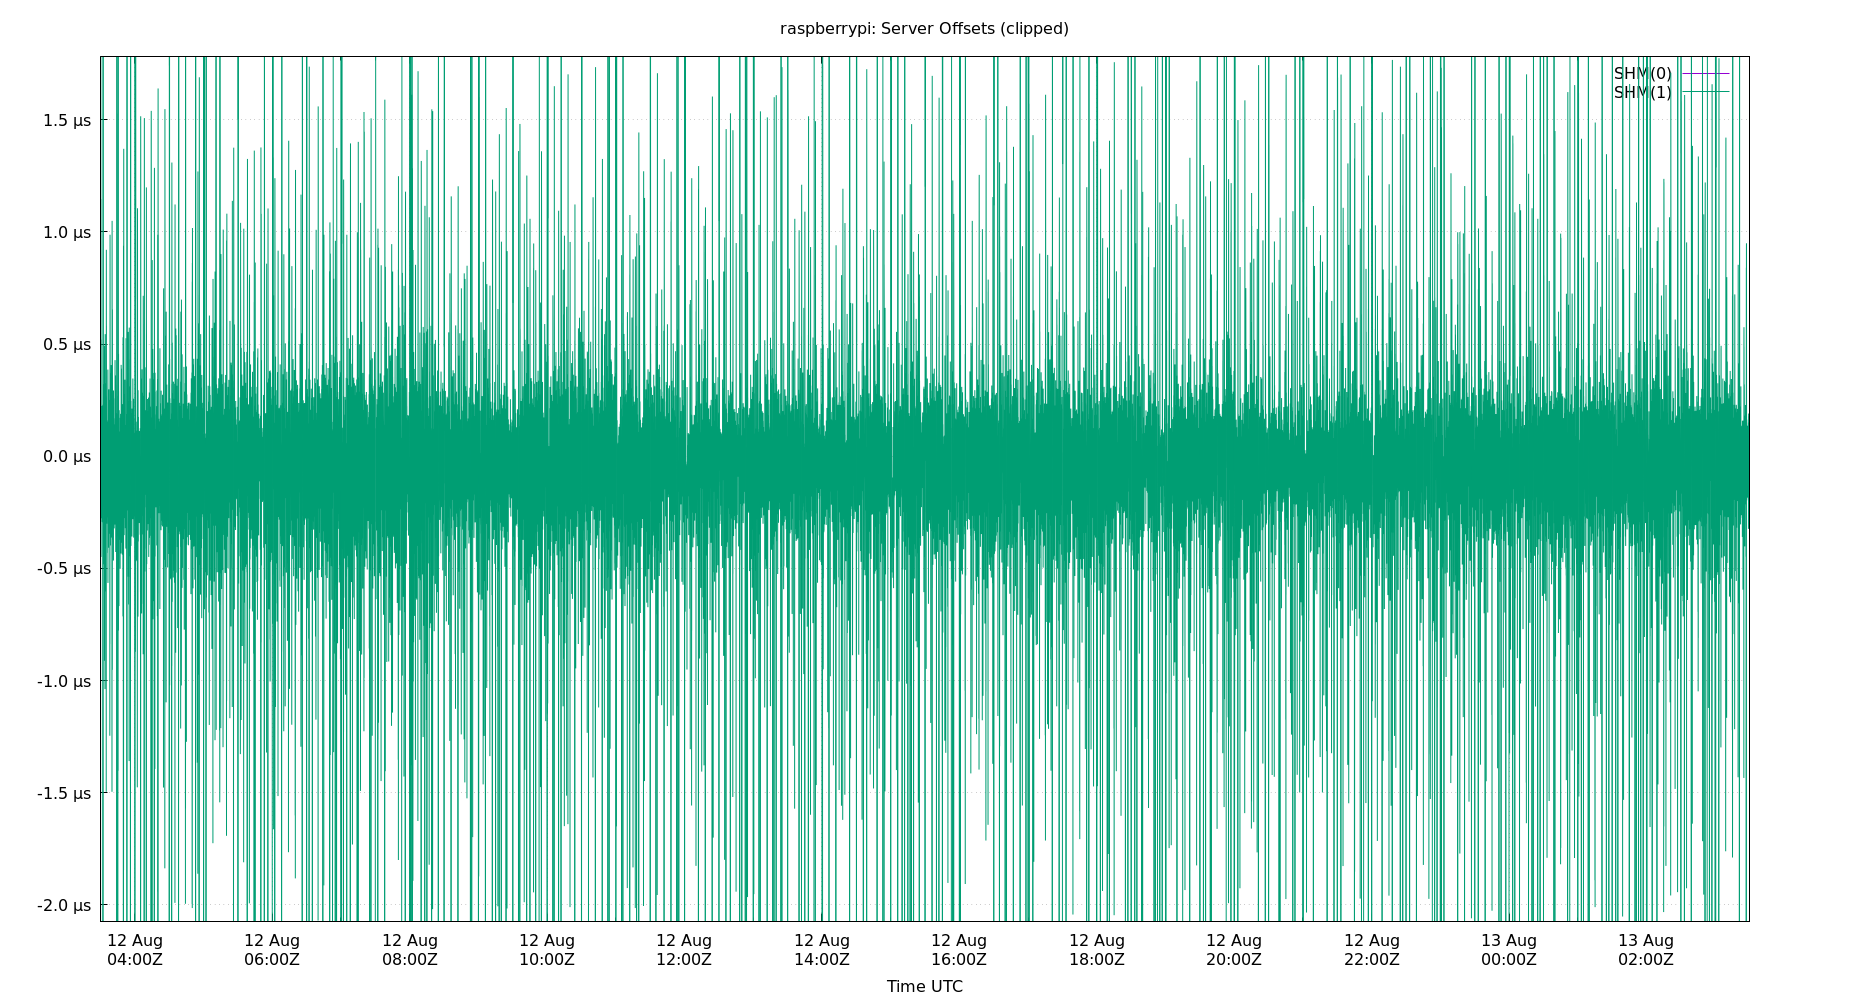 raspberrypi: Server Offsets (clipped)
SHM(0)
SHM(1)
1.5 µs
1.0 µs
0.5 µs
0.0 µs
-0.5 µs
-1.0 µs
-1.5 µs
-2.0 µs
12 Aug 12 Aug 12 Aug 12 Aug 12 Aug 12 Aug 12 Aug 12 Aug 12 Aug 12 Aug 13 Aug 13 Aug
04:00Z 06:00Z 08:00Z 10:00Z 12:00Z 14:00Z 16:00Z 18:00Z 20:00Z 22:00Z 00:00Z 02:00Z
Time UTC